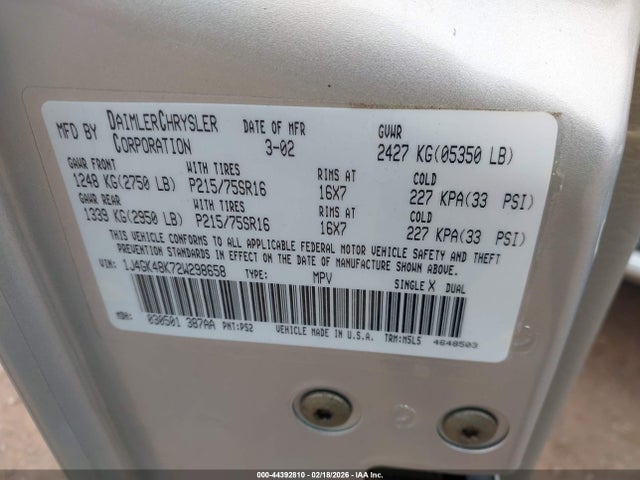 MFD BY DAIMLERCHRYSLER CORPORATION DATE OF MFR 3-02 GVWR 2427 KG(05350 LB)
GAWR FRONT WITH TIRES RIMS AT COLD
1248 KG(2750 LB) P215/75SR16 16X7 227 KPA(33 PSI)
GAWR REAR WITH TIRES RIMS AT COLD
1339 KG(2950 LB) P215/75SR16 16X7 227 KPA(33 PSI)
THIS VEHICLE CONFORMS TO ALL APPLICABLE FEDERAL MOTOR VEHICLE SAFETY AND THEFT
PREVENTION STANDARDS IN EFFECT ON THE DATE OF MANUFACTURE SHOWN ABOVE.
VIN: 1J4GK48K72W298658 TYPE: MPV SINGLE X DUAL
MDH: 030501 387AA PNT:PS2 VEHICLE MADE IN U.S.A. TRM:M5L5 4648503
000-44392810 - 02/18/2026 - IAA Inc.